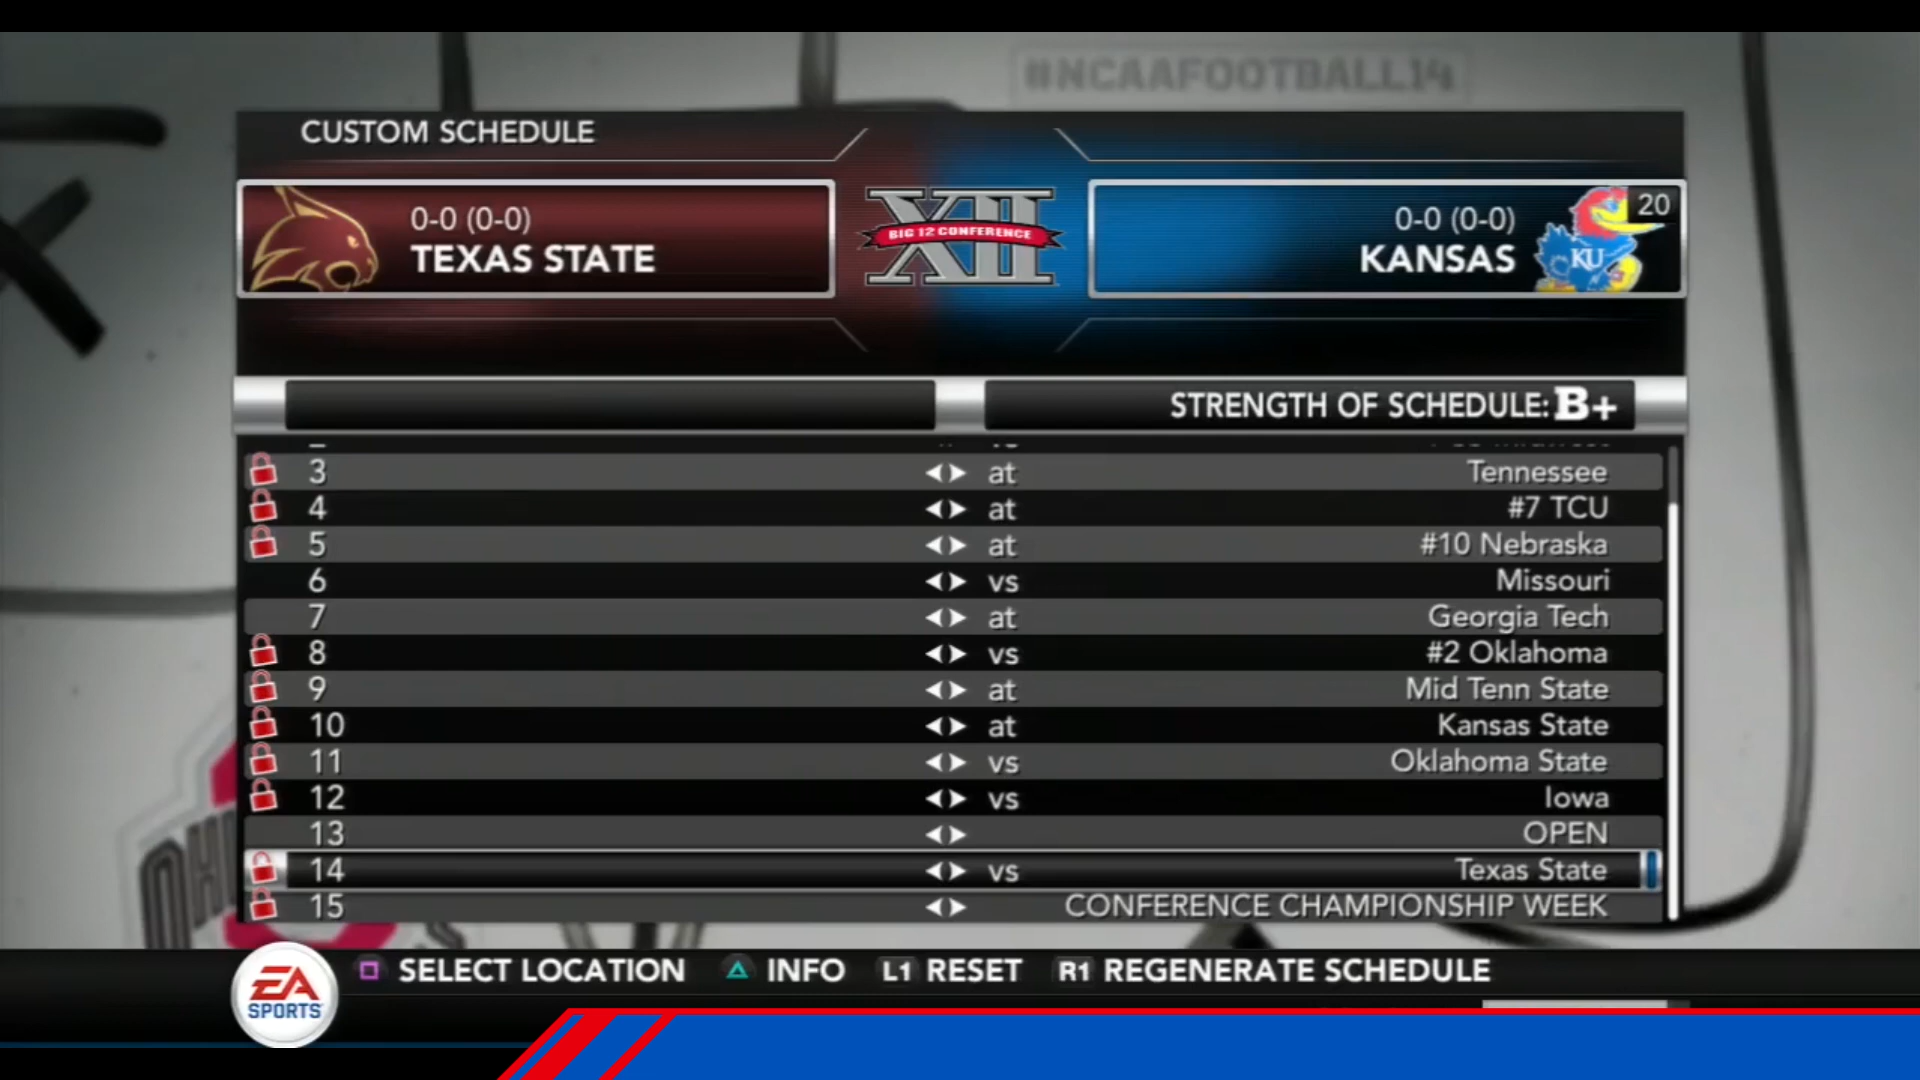 #NCAAFOOTBALL14
CUSTOM SCHEDULE
0-0 (0-0)
TEXAS STATE
XII
BIG 12 CONFERENCE
0-0 (0-0)
KANSAS
20
KU
STRENGTH OF SCHEDULE: B+
3 at Tennessee
4 at #7 TCU
5 at #10 Nebraska
6 vs Missouri
7 at Georgia Tech
8 vs #2 Oklahoma
9 at Mid Tenn State
10 at Kansas State
11 vs Oklahoma State
12 vs Iowa
13 OPEN
14 vs Texas State
15 CONFERENCE CHAMPIONSHIP WEEK
EA
SPORTS
SELECT LOCATION INFO L1 RESET R1 REGENERATE SCHEDULE